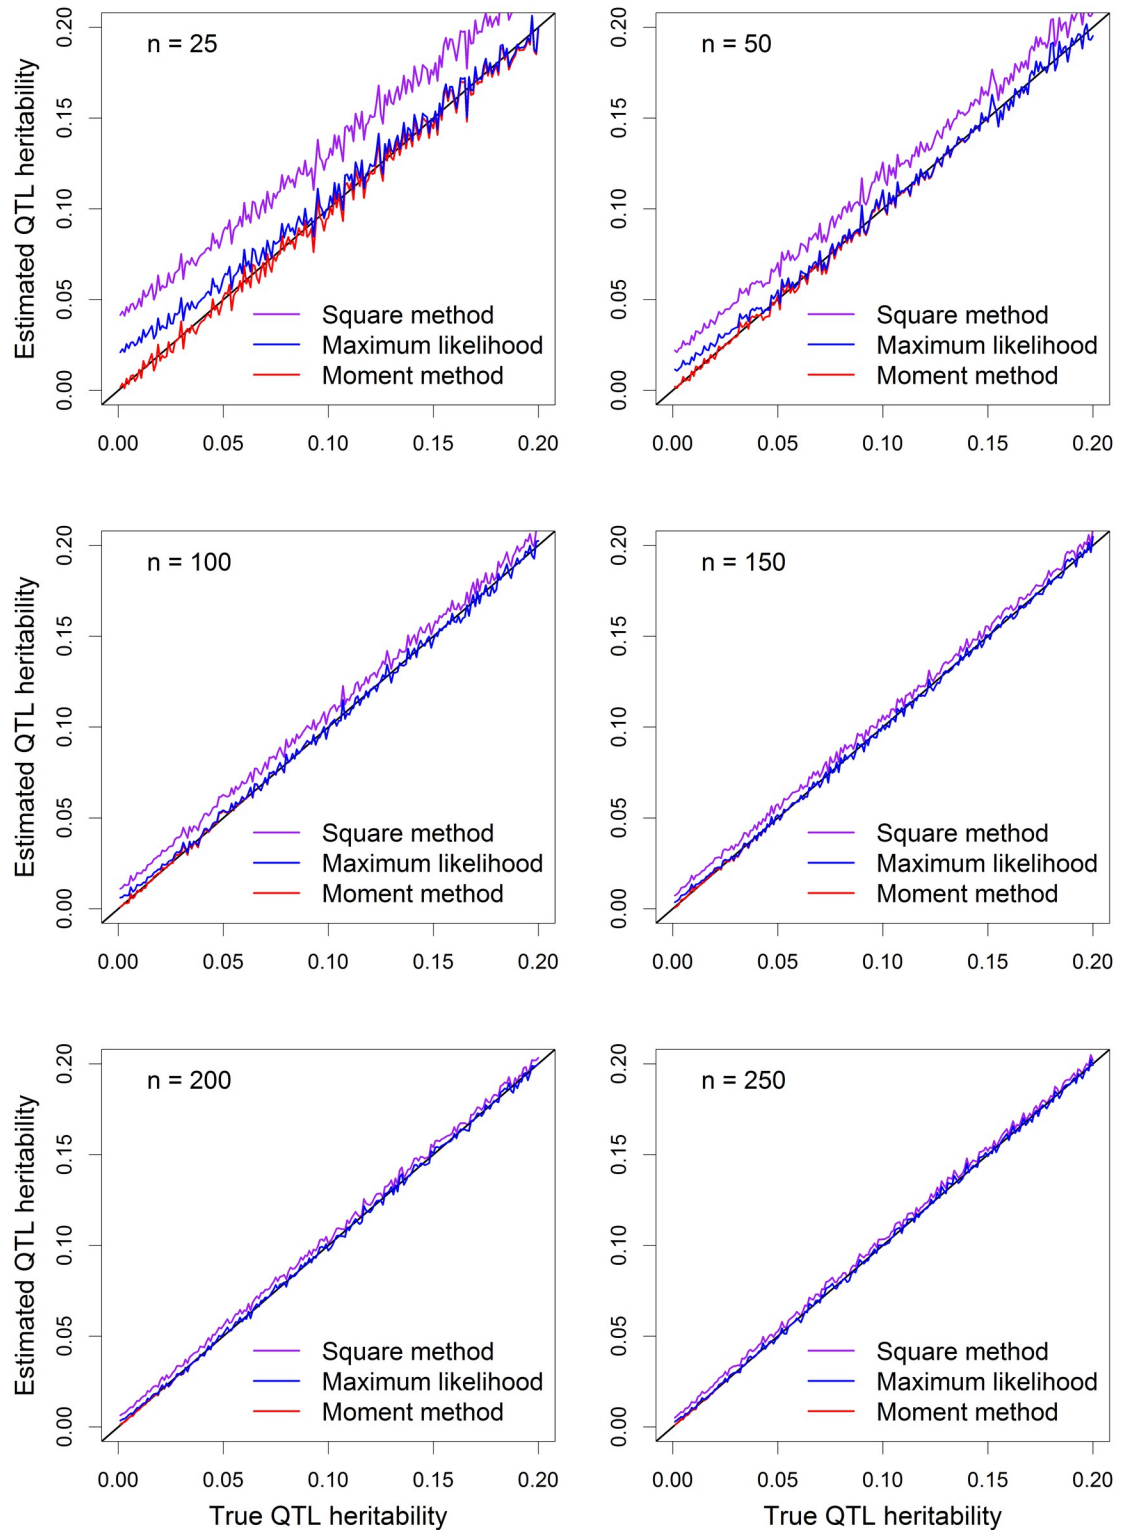 n = 25
Estimated QTL heritability
0.00 0.05 0.10 0.15 0.20
Square method
Maximum likelihood
Moment method
0.00 0.05 0.10 0.15 0.20
n = 50
0.00 0.05 0.10 0.15 0.20
Square method
Maximum likelihood
Moment method
0.00 0.05 0.10 0.15 0.20
n = 100
Estimated QTL heritability
0.00 0.05 0.10 0.15 0.20
Square method
Maximum likelihood
Moment method
0.00 0.05 0.10 0.15 0.20
n = 150
0.00 0.05 0.10 0.15 0.20
Square method
Maximum likelihood
Moment method
0.00 0.05 0.10 0.15 0.20
n = 200
Estimated QTL heritability
0.00 0.05 0.10 0.15 0.20
Square method
Maximum likelihood
Moment method
0.00 0.05 0.10 0.15 0.20
True QTL heritability
n = 250
0.00 0.05 0.10 0.15 0.20
Square method
Maximum likelihood
Moment method
0.00 0.05 0.10 0.15 0.20
True QTL heritability